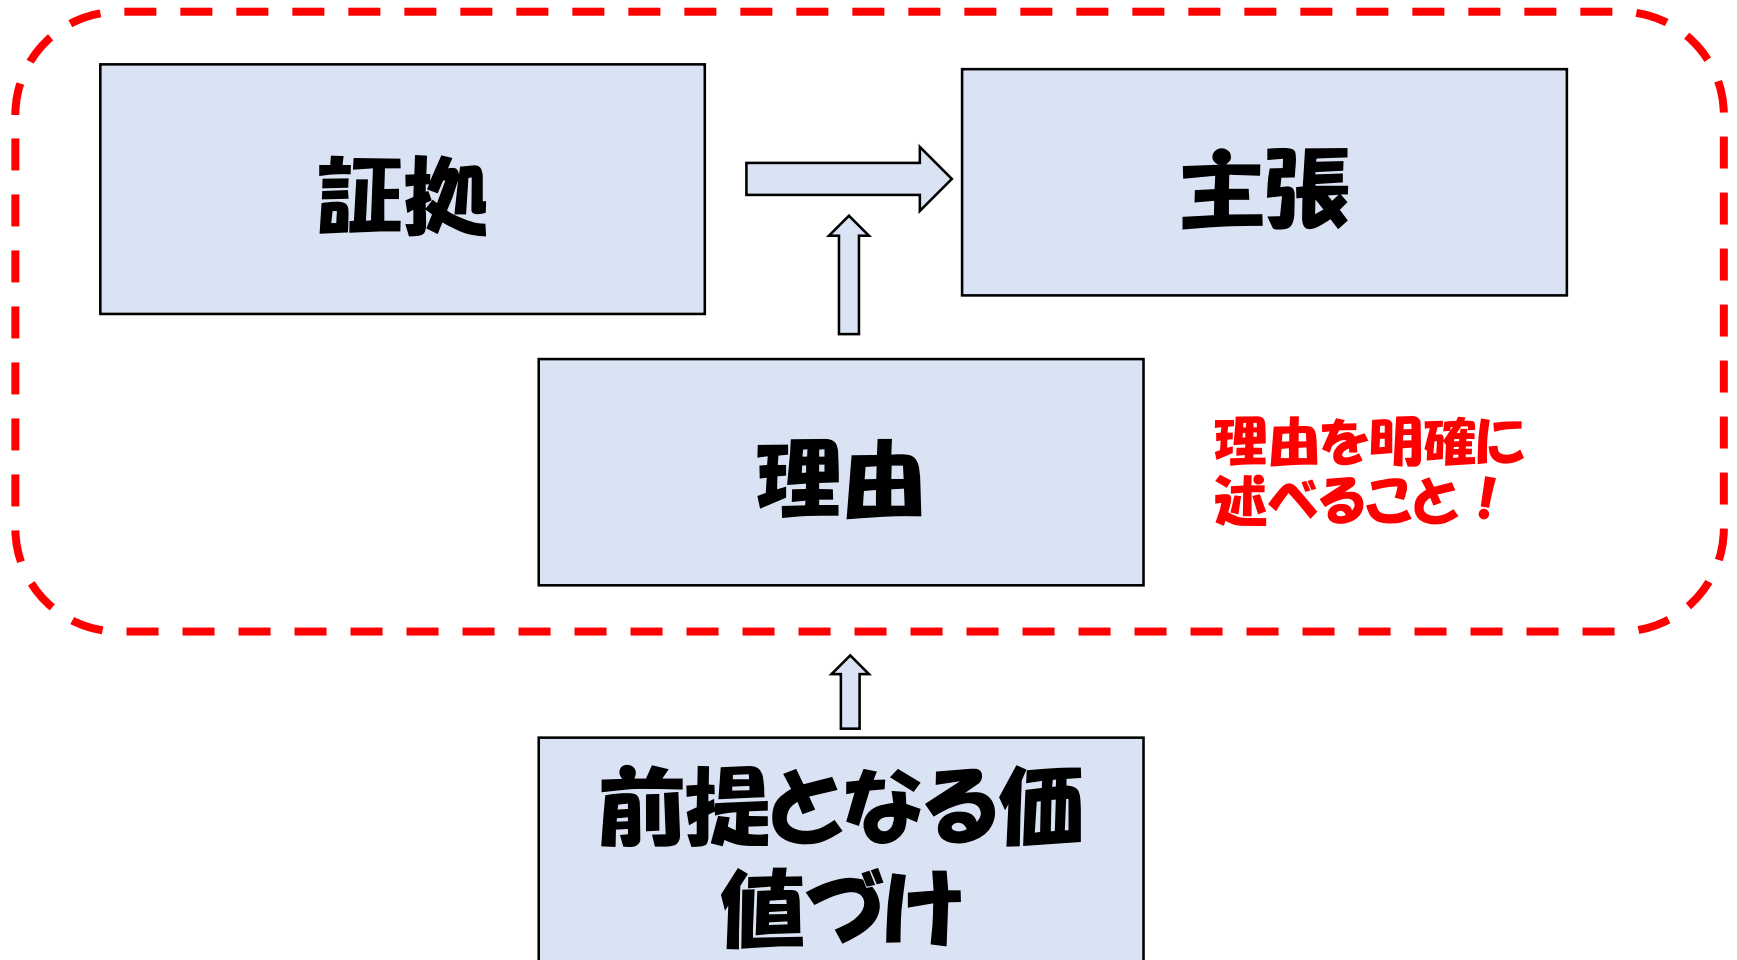 証拠
主張
理由
理由を明確に
述べること！
前提となる価
値づけ